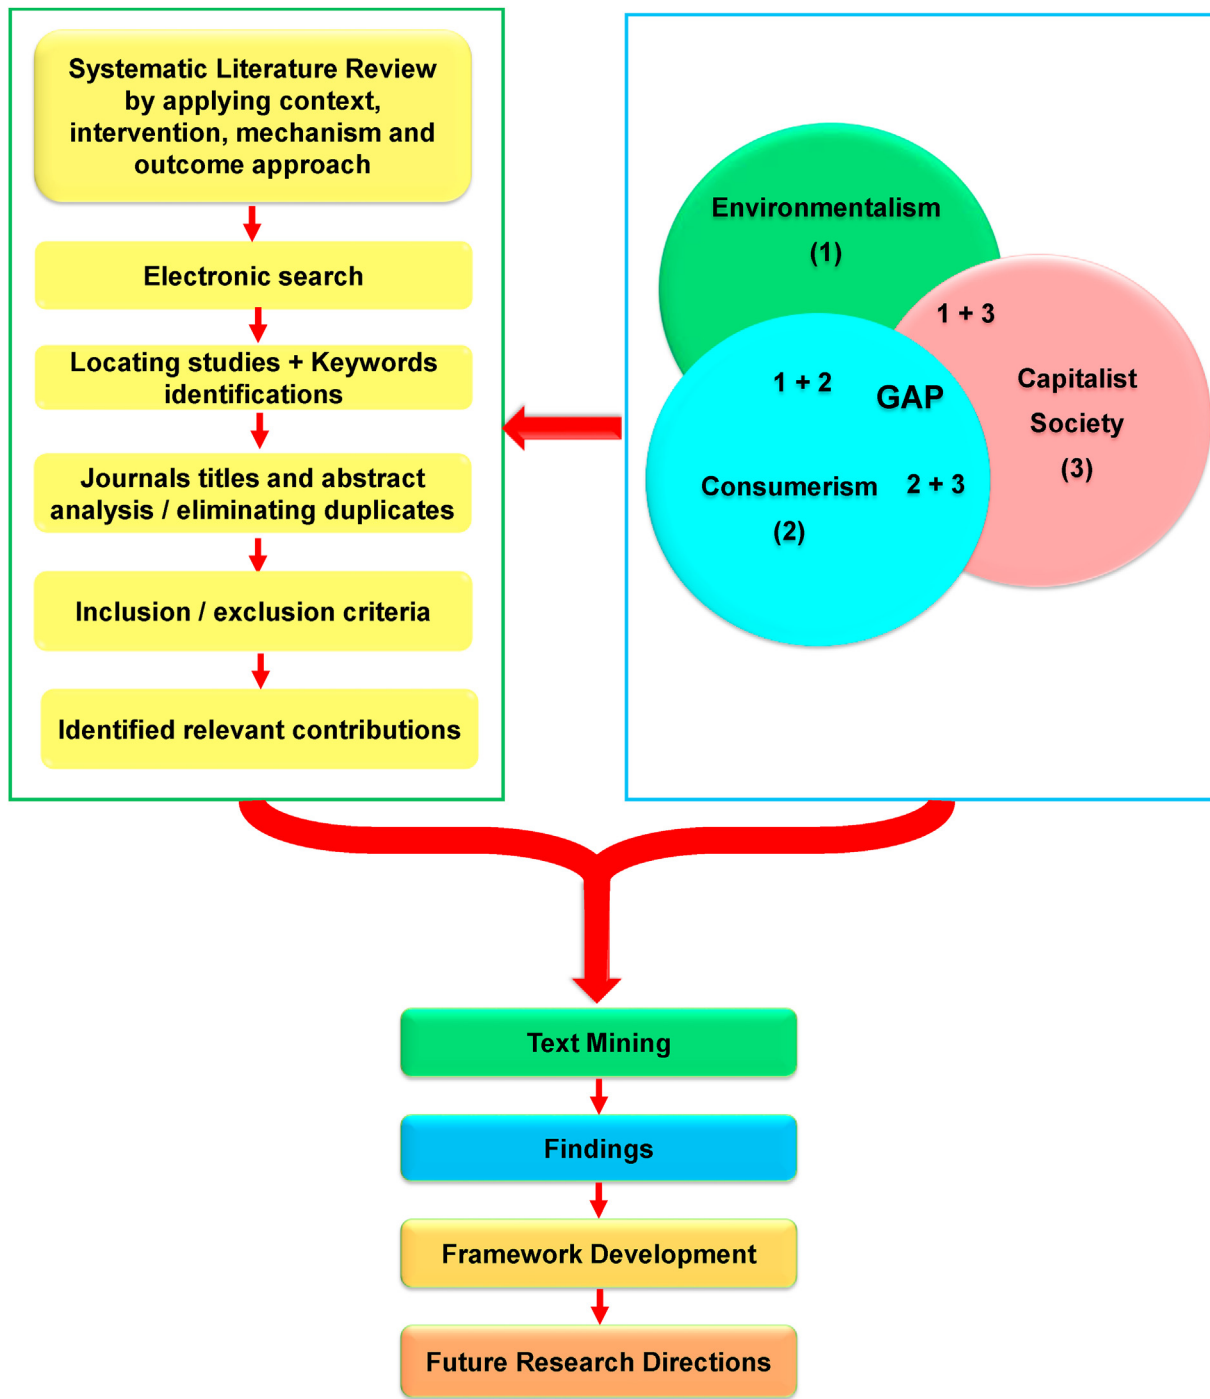 Systematic Literature Review
by applying context,
intervention, mechanism and
outcome approach
Electronic search
Locating studies + Keywords
identifications
Journals titles and abstract
analysis / eliminating duplicates
Inclusion / exclusion criteria
Identified relevant contributions
Environmentalism
(1)
1 + 3
1 + 2
GAP
Capitalist
Society
(3)
Consumerism
(2)
2 + 3
Text Mining
Findings
Framework Development
Future Research Directions